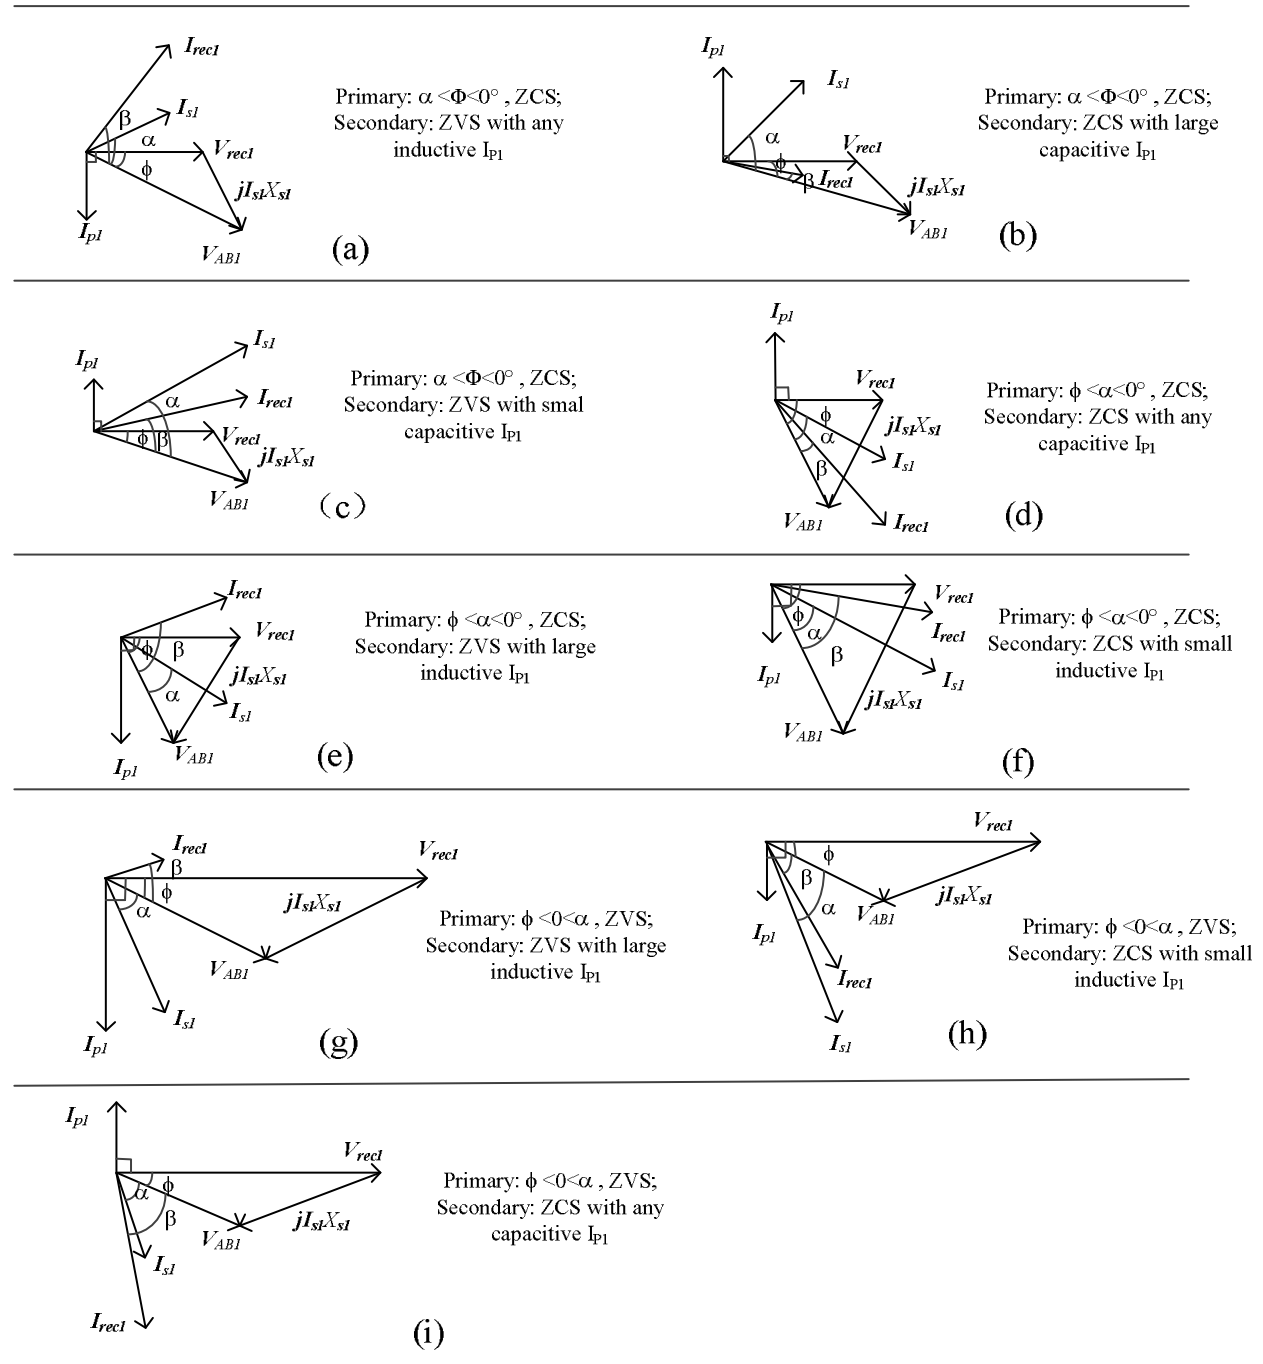 I_rec1
I_s1
β
α
V_rec1
ϕ
jI_s1X_s1
I_p1
V_AB1
Primary: α <Φ<0° , ZCS;
Secondary: ZVS with any
inductive I_P1
(a)
I_p1
I_s1
α
V_rec1
ϕ
β
I_rec1
jI_s1X_s1
V_AB1
Primary: α <Φ<0° , ZCS;
Secondary: ZCS with large
capacitive I_P1
(b)
I_s1
I_p1
α
I_rec1
ϕ
β
V_rec1
jI_s1X_s1
V_AB1
Primary: α <Φ<0° , ZCS;
Secondary: ZVS with small
capacitive I_P1
(c)
I_p1
V_rec1
ϕ
α
jI_s1X_s1
β
I_s1
V_AB1
I_rec1
Primary: ϕ <α<0° , ZCS;
Secondary: ZCS with any
capacitive I_P1
(d)
I_rec1
V_rec1
ϕ
β
jI_s1X_s1
α
I_s1
V_AB1
I_p1
Primary: ϕ <α<0° , ZCS;
Secondary: ZVS with large
inductive I_P1
(e)
V_rec1
ϕ
α
I_rec1
β
I_p1
I_s1
jI_s1X_s1
V_AB1
Primary: ϕ <α<0° , ZCS;
Secondary: ZCS with small
inductive I_P1
(f)
I_rec1
V_rec1
β
ϕ
α
jI_s1X_s1
V_AB1
I_s1
I_p1
Primary: ϕ <0<α , ZVS;
Secondary: ZVS with large
inductive I_P1
(g)
V_rec1
ϕ
β
α
V_AB1
jI_s1X_s1
I_p1
I_rec1
I_s1
Primary: ϕ <0<α , ZVS;
Secondary: ZCS with small
inductive I_P1
(h)
I_p1
V_rec1
α
ϕ
β
V_AB1
jI_s1X_s1
I_s1
I_rec1
Primary: ϕ <0<α , ZVS;
Secondary: ZCS with any
capacitive I_P1
(i)